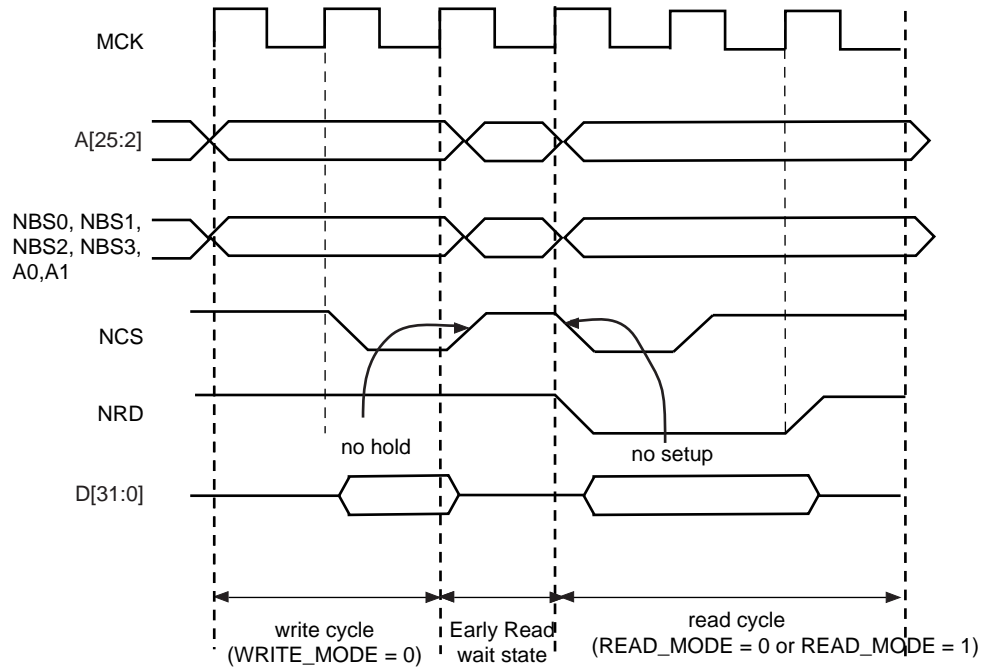 MCK
A[25:2]
NBS0, NBS1,
NBS2, NBS3,
A0,A1
NCS
NRD
no hold
no setup
D[31:0]
write cycle
(WRITE_MODE = 0)
Early Read
wait state
read cycle
(READ_MODE = 0 or READ_MODE = 1)